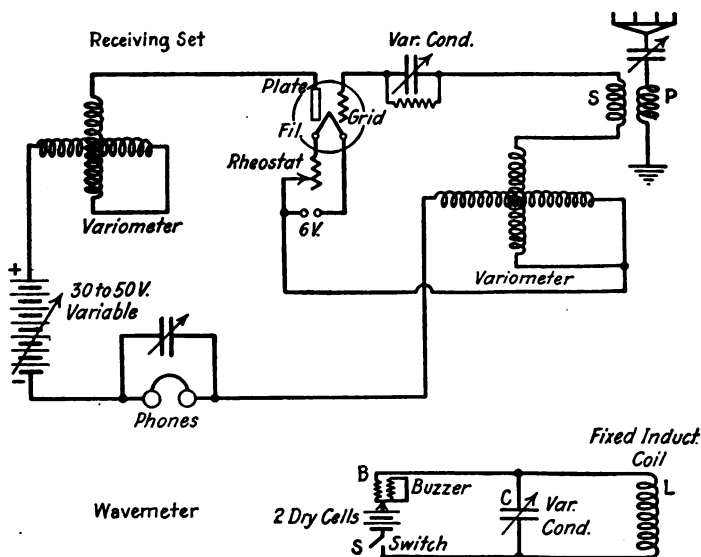 Receiving Set
Var. Cond.
Plate
Grid
Fil.
S
P
Rheostat
Variometer
6V.
Variometer
+
30 to 50 V.
Variable
-
Phones
Fixed Induct.
Coil
B
Buzzer
L
C
Var.
Cond.
Wavemeter
2 Dry Cells
S
Switch